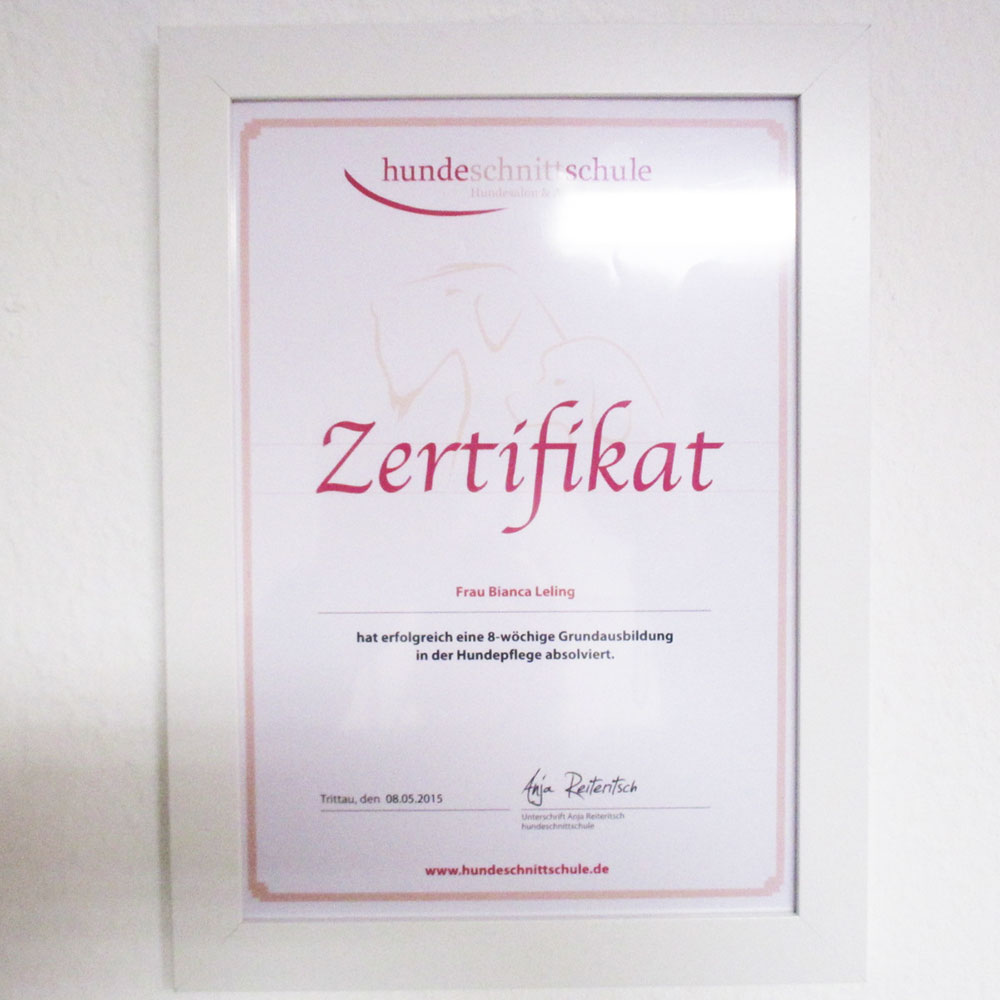 hundeschnittschule
Hundesalon &
Zertifikat
Frau Bianca Leling
hat erfolgreich eine 8-wöchige Grundausbildung
in der Hundepflege absolviert.
Anja Reiteritsch
Trittau, den 08.05.2015
Unterschrift Anja Reiteritsch
hundeschnittschule
www.hundeschnittschule.de